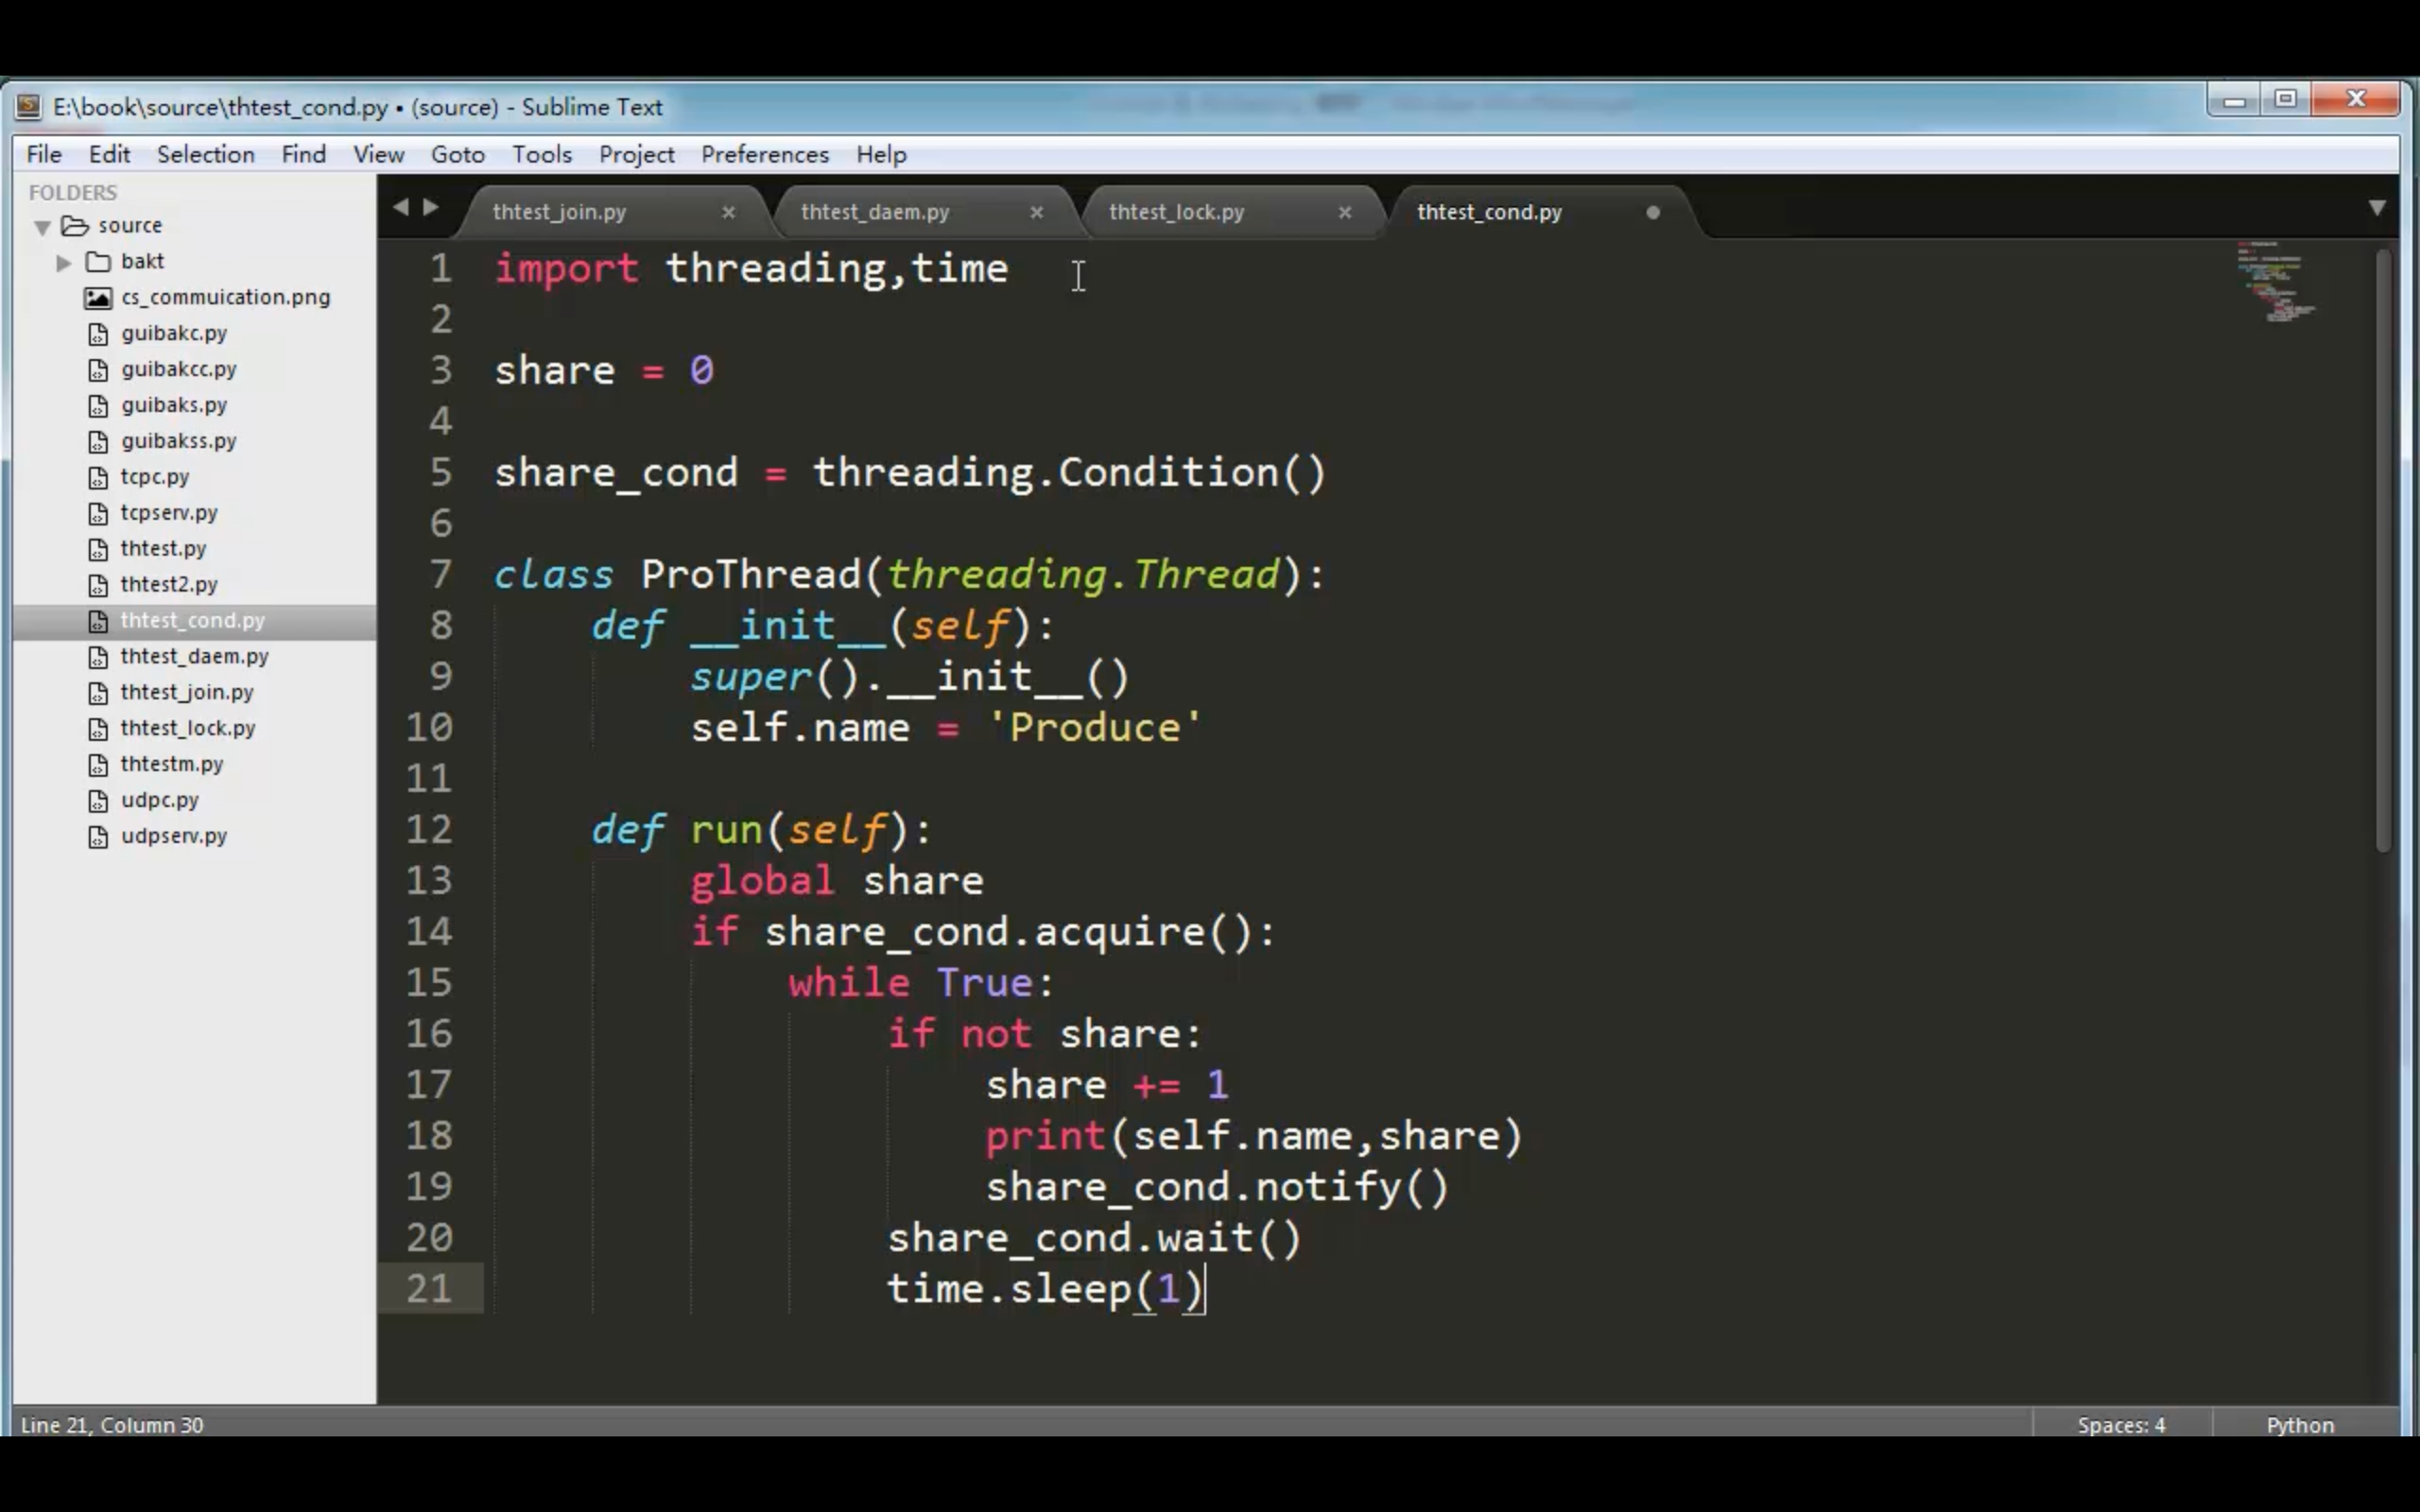 E:\book\source\thtest_cond.py • (source) - Sublime Text
File Edit Selection Find View Goto Tools Project Preferences Help
FOLDERS
source
bakt
cs_commuication.png
guibakc.py
guibakcc.py
guibaks.py
guibakss.py
tcpc.py
tcpserv.py
thtest.py
thtest2.py
thtest_cond.py
thtest_daem.py
thtest_join.py
thtest_lock.py
thtestm.py
udpc.py
udpserv.py
thtest_join.py × thtest_daem.py × thtest_lock.py × thtest_cond.py
1 import threading,time
2
3 share = 0
4
5 share_cond = threading.Condition()
6
7 class ProThread(threading.Thread):
8     def __init__(self):
9         super().__init__()
10         self.name = 'Produce'
11
12     def run(self):
13         global share
14         if share_cond.acquire():
15             while True:
16                 if not share:
17                     share += 1
18                     print(self.name,share)
19                     share_cond.notify()
20                 share_cond.wait()
21                 time.sleep(1)
Line 21, Column 30 Spaces: 4 Python